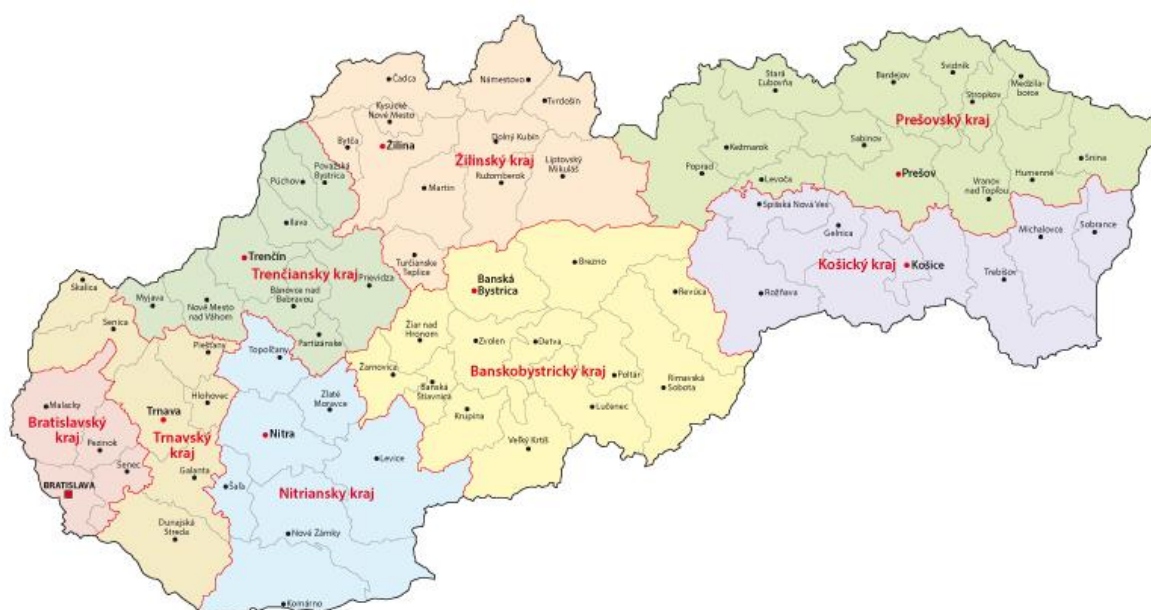 Čadca
Námestovo
Tvrdošín
Kysucké
Nové Mesto
Bytča
Žilina
Dolný Kubín
Žilinský kraj
Liptovský
Mikuláš
Ružomberok
Martin
Turčianske
Teplice
Stará
Ľubovňa
Bardejov
Svidník
Medzila-
borce
Stropkov
Prešovský kraj
Sabinov
Kežmarok
Poprad
Levoča
Prešov
Snina
Humenné
Vranov
nad Topľou
Považská
Bystrica
Púchov
Ilava
Trenčín
Trenčiansky kraj
Prievidza
Bánovce nad
Bebravou
Myjava
Nové Mesto
nad Váhom
Partizánske
Spišská Nová Ves
Gelnica
Michalovce
Sobrance
Košický kraj
Košice
Trebišov
Rožňava
Banská
Bystrica
Brezno
Revúca
Žiar nad
Hronom
Zvolen
Detva
Žarnovica
Banskobystrický kraj
Banská
Štiavnica
Poltár
Rimavská
Sobota
Krupina
Lučenec
Veľký Krtíš
Skalica
Senica
Piešťany
Hlohovec
Trnava
Trnavský
kraj
Galanta
Dunajská
Streda
Malacky
Bratislavský
kraj
Pezinok
Senec
BRATISLAVA
Topoľčany
Zlaté
Moravce
Nitra
Levice
Šaľa
Nitriansky kraj
Nové Zámky
Komárno